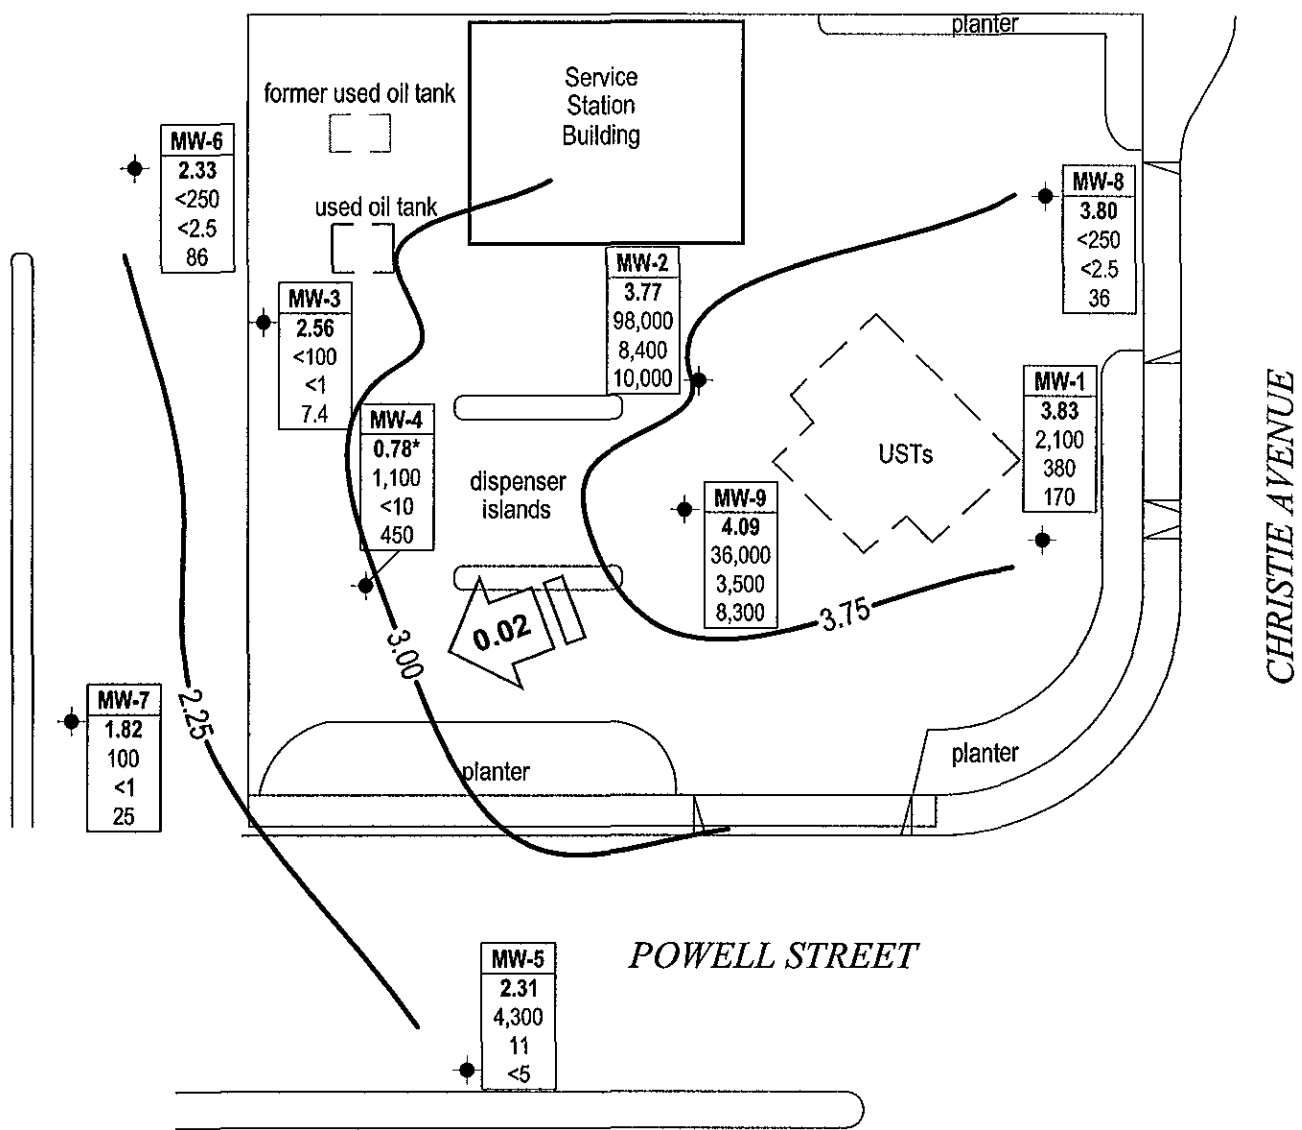 planter
Service
Station
Building
former used oil tank
used oil tank
MW-6
2.33
<250
<2.5
86
MW-8
3.80
<250
<2.5
36
MW-2
3.77
98,000
8,400
10,000
MW-3
2.56
<100
<1
7.4
MW-1
3.83
2,100
380
170
MW-4
0.78*
1,100
<10
450
USTs
dispenser
islands
MW-9
4.09
36,000
3,500
8,300
CHRISTIE AVENUE
3.75
0.02
3.00
2.25
MW-7
1.82
100
<1
25
planter
planter
POWELL STREET
MW-5
2.31
4,300
11
<5